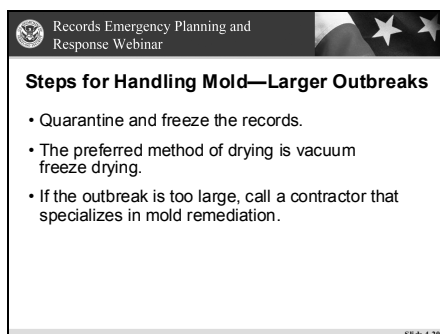 Records Emergency Planning and
Response Webinar
Steps for Handling Mold—Larger Outbreaks
• Quarantine and freeze the records.
• The preferred method of drying is vacuum
freeze drying.
• If the outbreak is too large, call a contractor that
specializes in mold remediation.